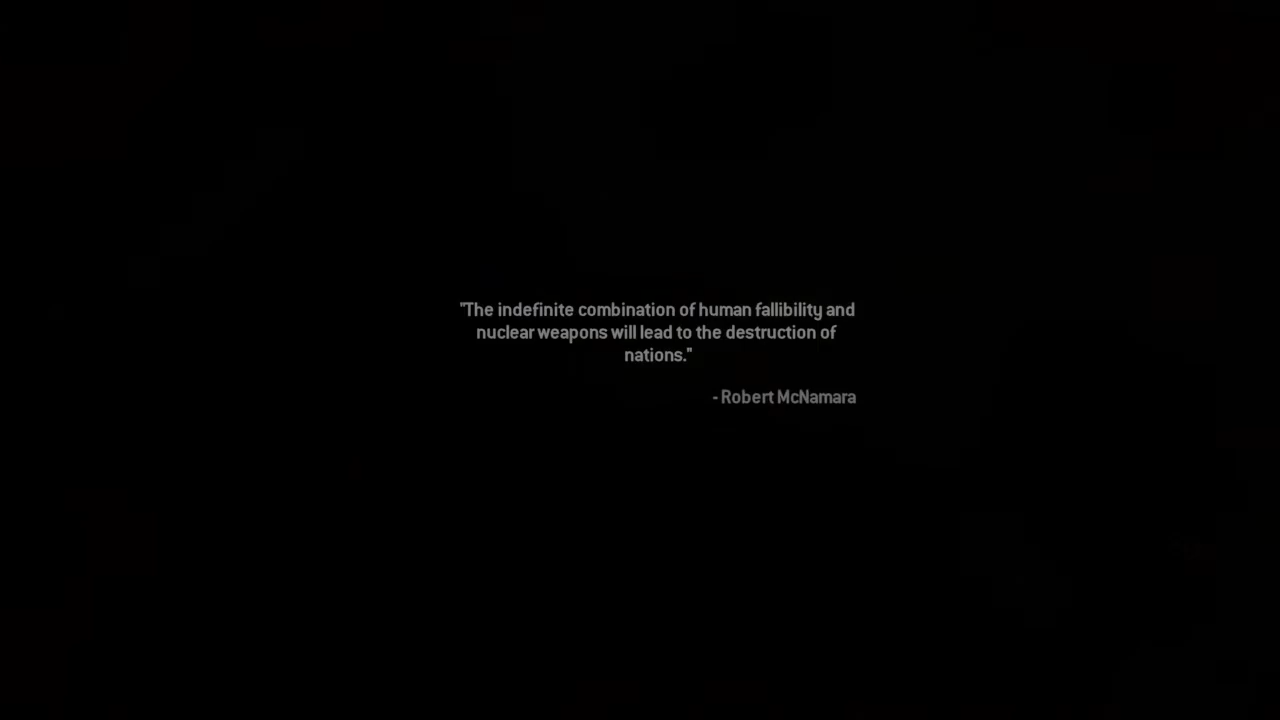 "The indefinite combination of human fallibility and
nuclear weapons will lead to the destruction of
nations."
- Robert McNamara